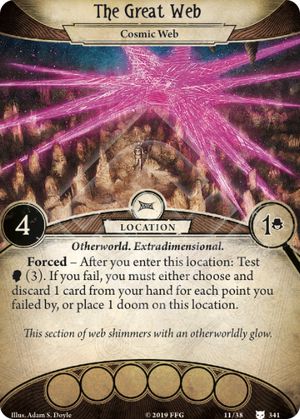 The Great Web
Cosmic Web
4
LOCATION
1
Otherworld. Extradimensional.
Forced – After you enter this location: Test
(3). If you fail, you must either choose and
discard 1 card from your hand for each point you
failed by, or place 1 doom on this location.
This section of web shimmers with an otherworldly glow.
Illus. Adam S. Doyle
© 2019 FFG
11/38
341